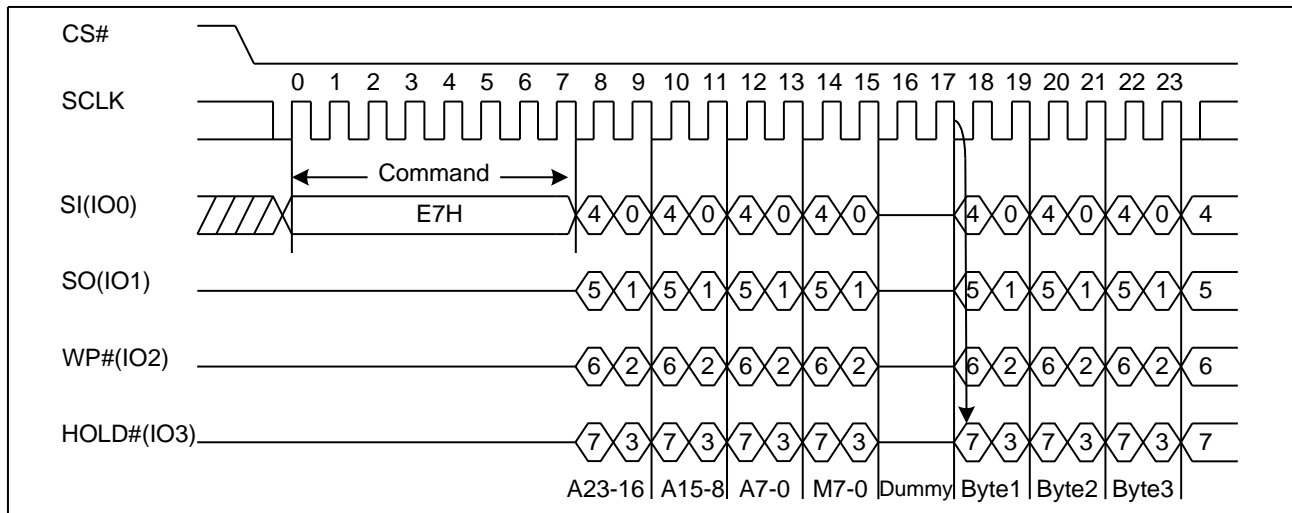 CS#
0 1 2 3 4 5 6 7 8 9 10 11 12 13 14 15 16 17 18 19 20 21 22 23
SCLK
Command
SI(IO0)
E7H 4 0 4 0 4 0 4 0 4 0 4 0 4 0 4
SO(IO1)
5 1 5 1 5 1 5 1 5 1 5 1 5 1 5
WP#(IO2)
6 2 6 2 6 2 6 2 6 2 6 2 6 2 6
HOLD#(IO3)
7 3 7 3 7 3 7 3 7 3 7 3 7 3 7
A23-16 A15-8 A7-0 M7-0 Dummy Byte1 Byte2 Byte3